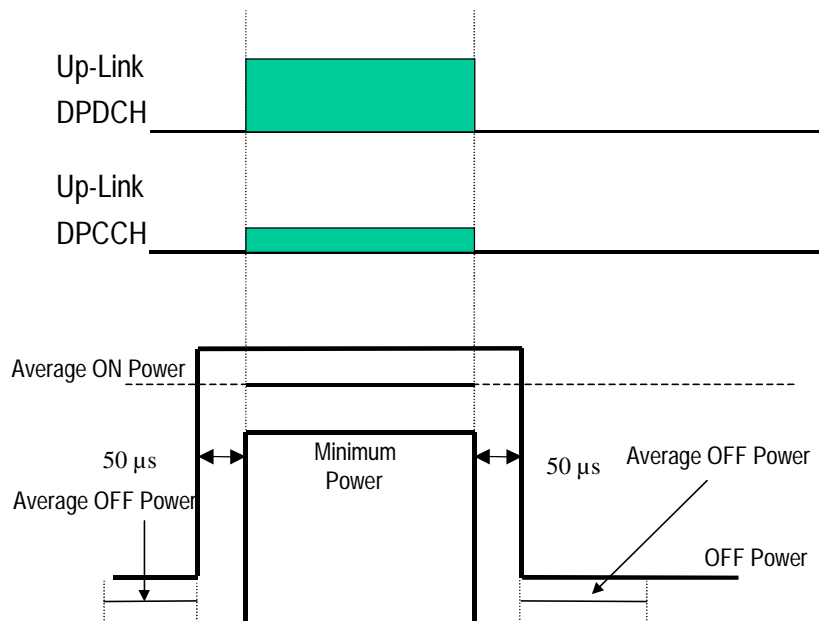 Up-Link
DPDCH
Up-Link
DPCCH
Average ON Power
50 µs
Minimum
Power
50 µs
Average OFF Power
Average OFF Power
OFF Power